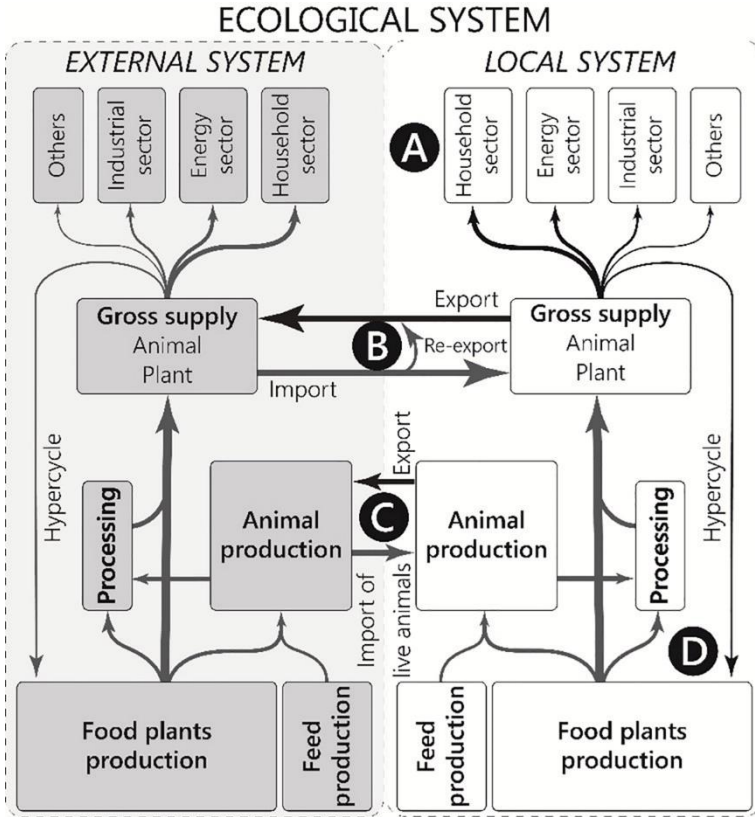 ECOLOGICAL SYSTEM
EXTERNAL SYSTEM
LOCAL SYSTEM
Others
Industrial
sector
Energy
sector
Household
sector
A
Household
sector
Energy
sector
Industrial
sector
Others
Gross supply
Animal
Plant
Export
B
Re-export
Import
Gross supply
Animal
Plant
Hypercycle
Processing
Animal
production
Export
C
Import of
live animals
Animal
production
Processing
Hypercycle
D
Food plants
production
Feed
production
Feed
production
Food plants
production